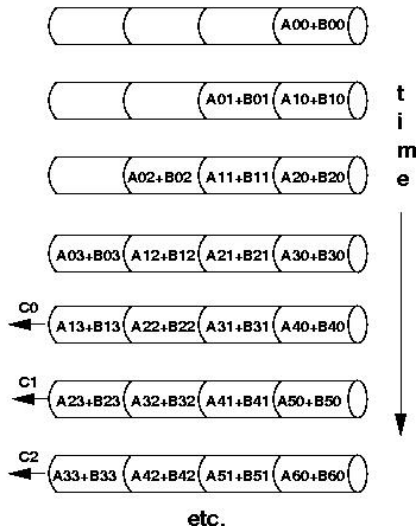 A00+B00
A01+B01 A10+B10
A02+B02 A11+B11 A20+B20
A03+B03 A12+B12 A21+B21 A30+B30
C0
A13+B13 A22+B22 A31+B31 A40+B40
C1
A23+B23 A32+B32 A41+B41 A50+B50
C2
A33+B33 A42+B42 A51+B51 A60+B60
etc.
time